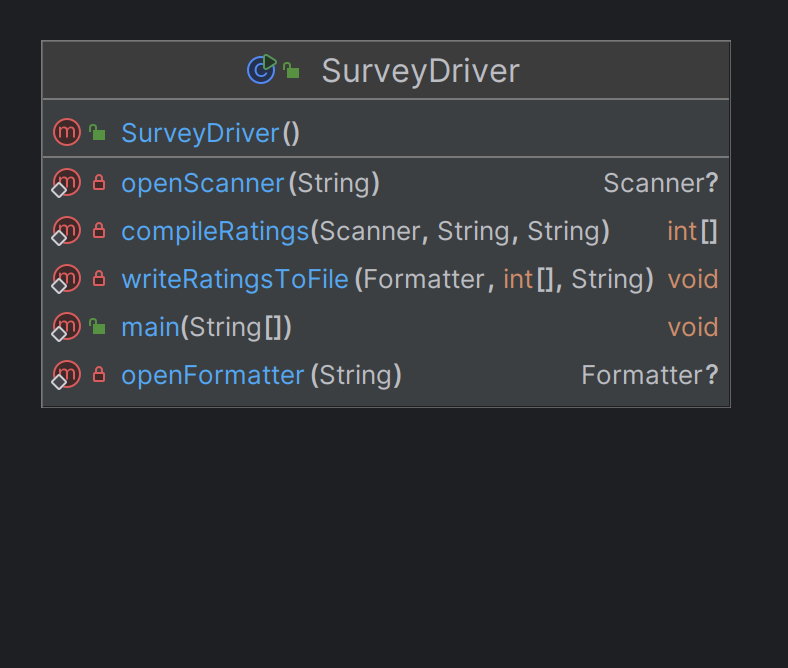 SurveyDriver
SurveyDriver()
openScanner(String) Scanner?
compileRatings(Scanner, String, String) int[]
writeRatingsToFile(Formatter, int[], String) void
main(String[]) void
openFormatter(String) Formatter?